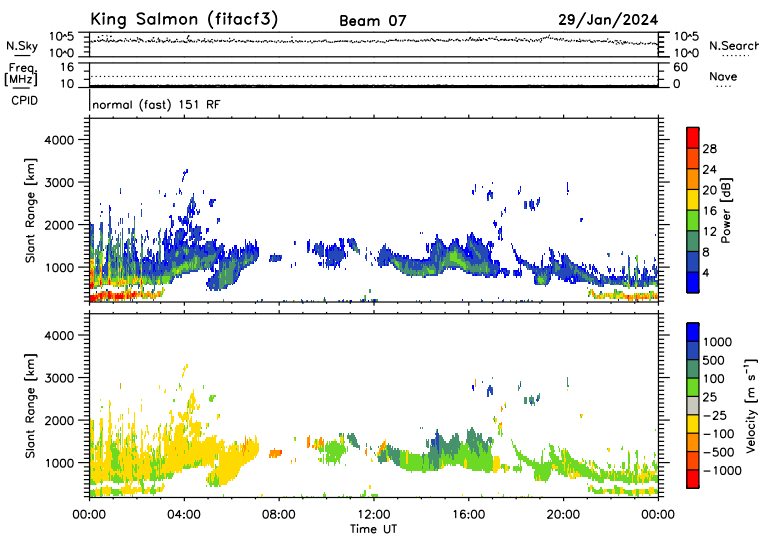 King Salmon (fitacf3) Beam 07 29/Jan/2024
N.Sky 10^5 10^0 10^5 10^0 N.Search
Freq. [MHz] 16 10 60 0 Nave
CPID normal (fast) 151 RF
Slant Range [km]
4000
3000
2000
1000
28
24
20
16
12
8
4
Power [dB]
Slant Range [km]
4000
3000
2000
1000
1000
500
100
25
-25
-100
-500
-1000
Velocity [m s^-1]
00:00 04:00 08:00 12:00 16:00 20:00 00:00
Time UT